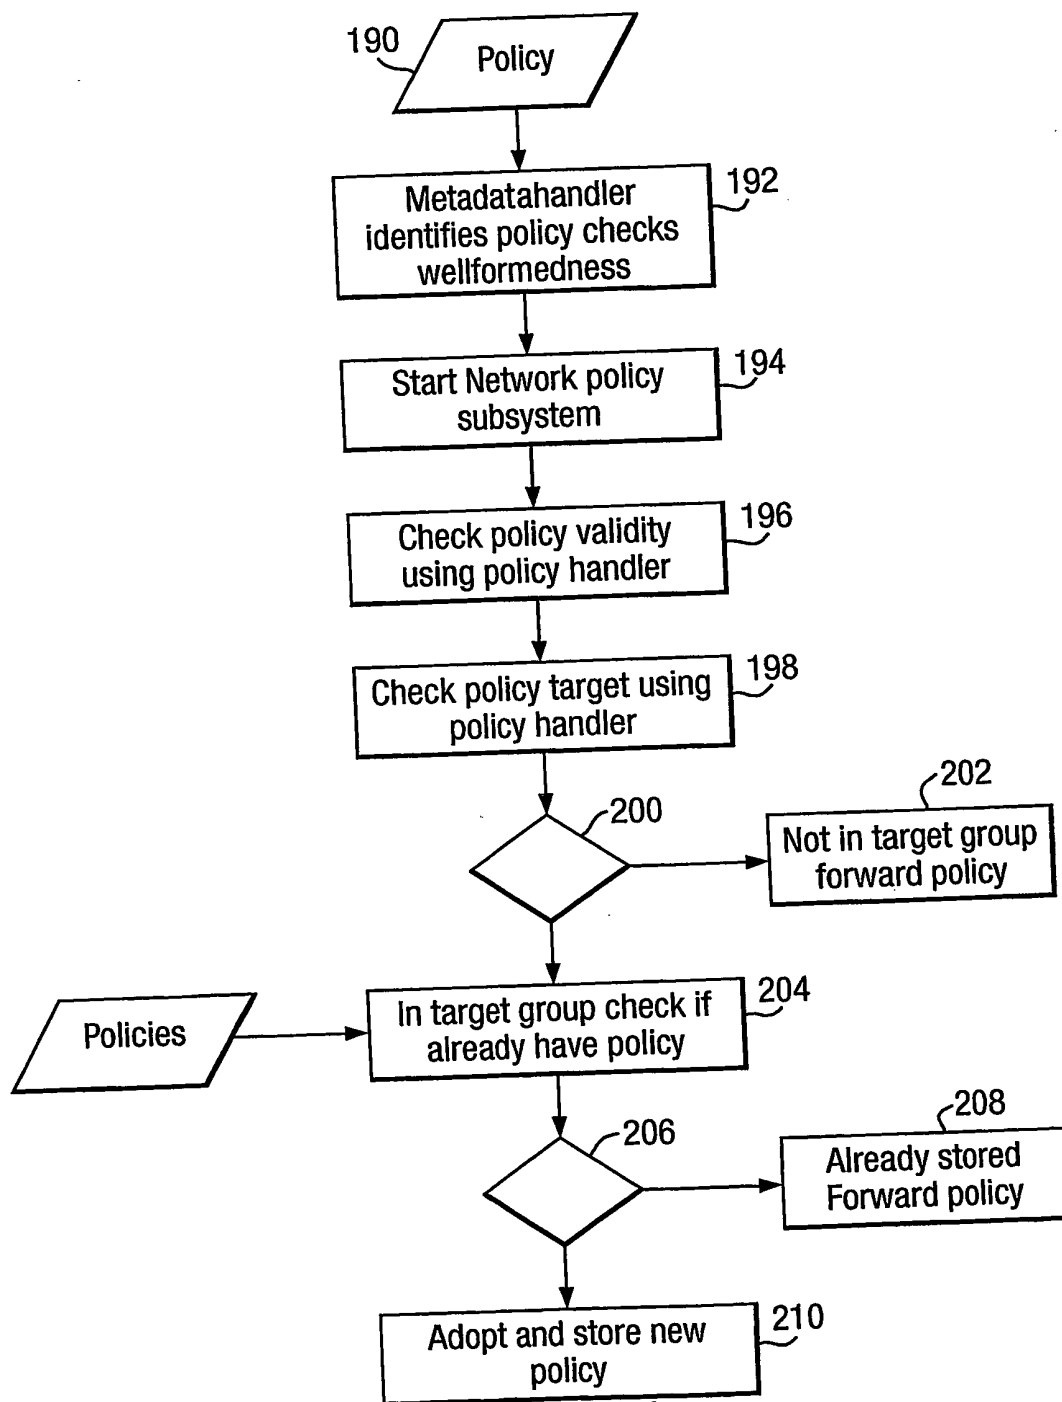 190
Policy
Metadatahandler
identifies policy checks
wellformedness
192
Start Network policy
subsystem
194
Check policy validity
using policy handler
196
Check policy target using
policy handler
198
200
202
Not in target group
forward policy
Policies
In target group check if
already have policy
204
206
208
Already stored
Forward policy
Adopt and store new
policy
210